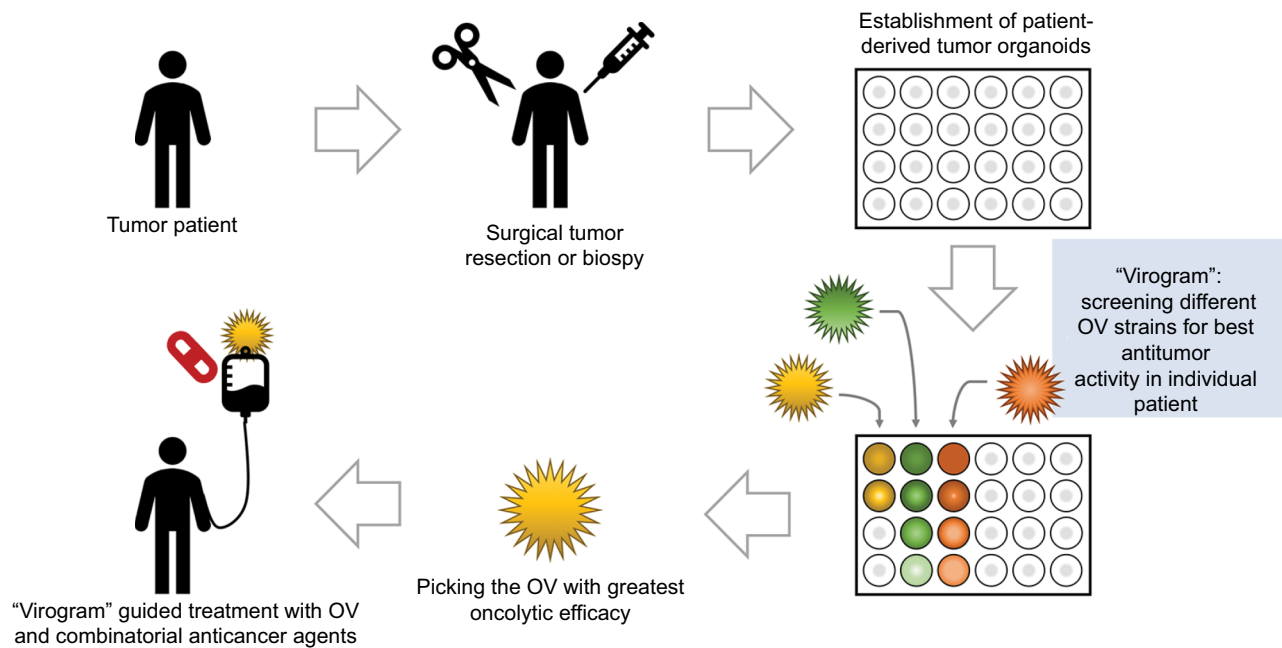 Tumor patient
Surgical tumor
resection or biospy
Establishment of patient-
derived tumor organoids
“Virogram”:
screening different
OV strains for best
antitumor
activity in individual
patient
Picking the OV with greatest
oncolytic efficacy
“Virogram” guided treatment with OV
and combinatorial anticancer agents